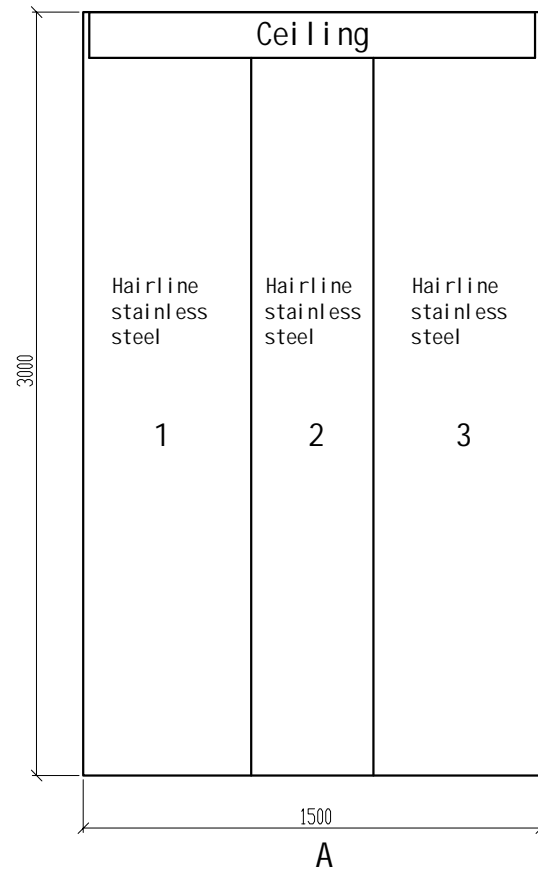 Ceiling
Hairline
stainless
steel
Hairline
stainless
steel
Hairline
stainless
steel
1
2
3
3000
1500
A